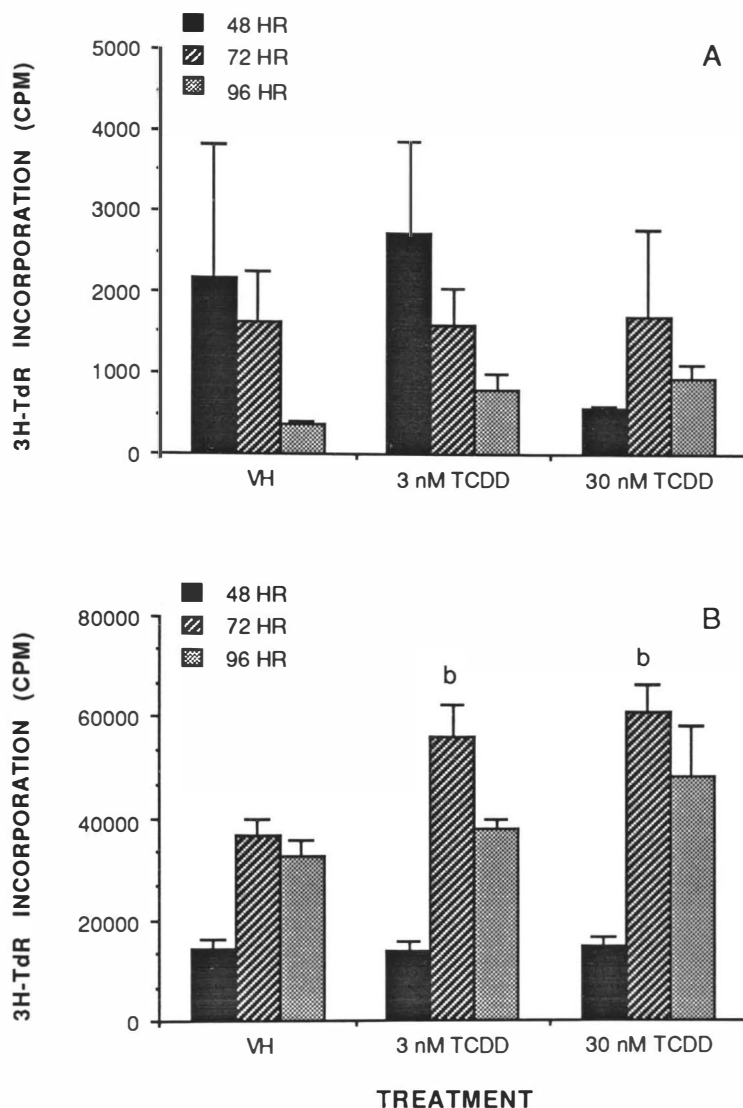 48 HR
72 HR
96 HR
A
3H-TdR INCORPORATION (CPM)
5000
4000
3000
2000
1000
0
VH
3 nM TCDD
30 nM TCDD
48 HR
72 HR
96 HR
B
3H-TdR INCORPORATION (CPM)
80000
60000
40000
20000
0
b
b
VH
3 nM TCDD
30 nM TCDD
TREATMENT